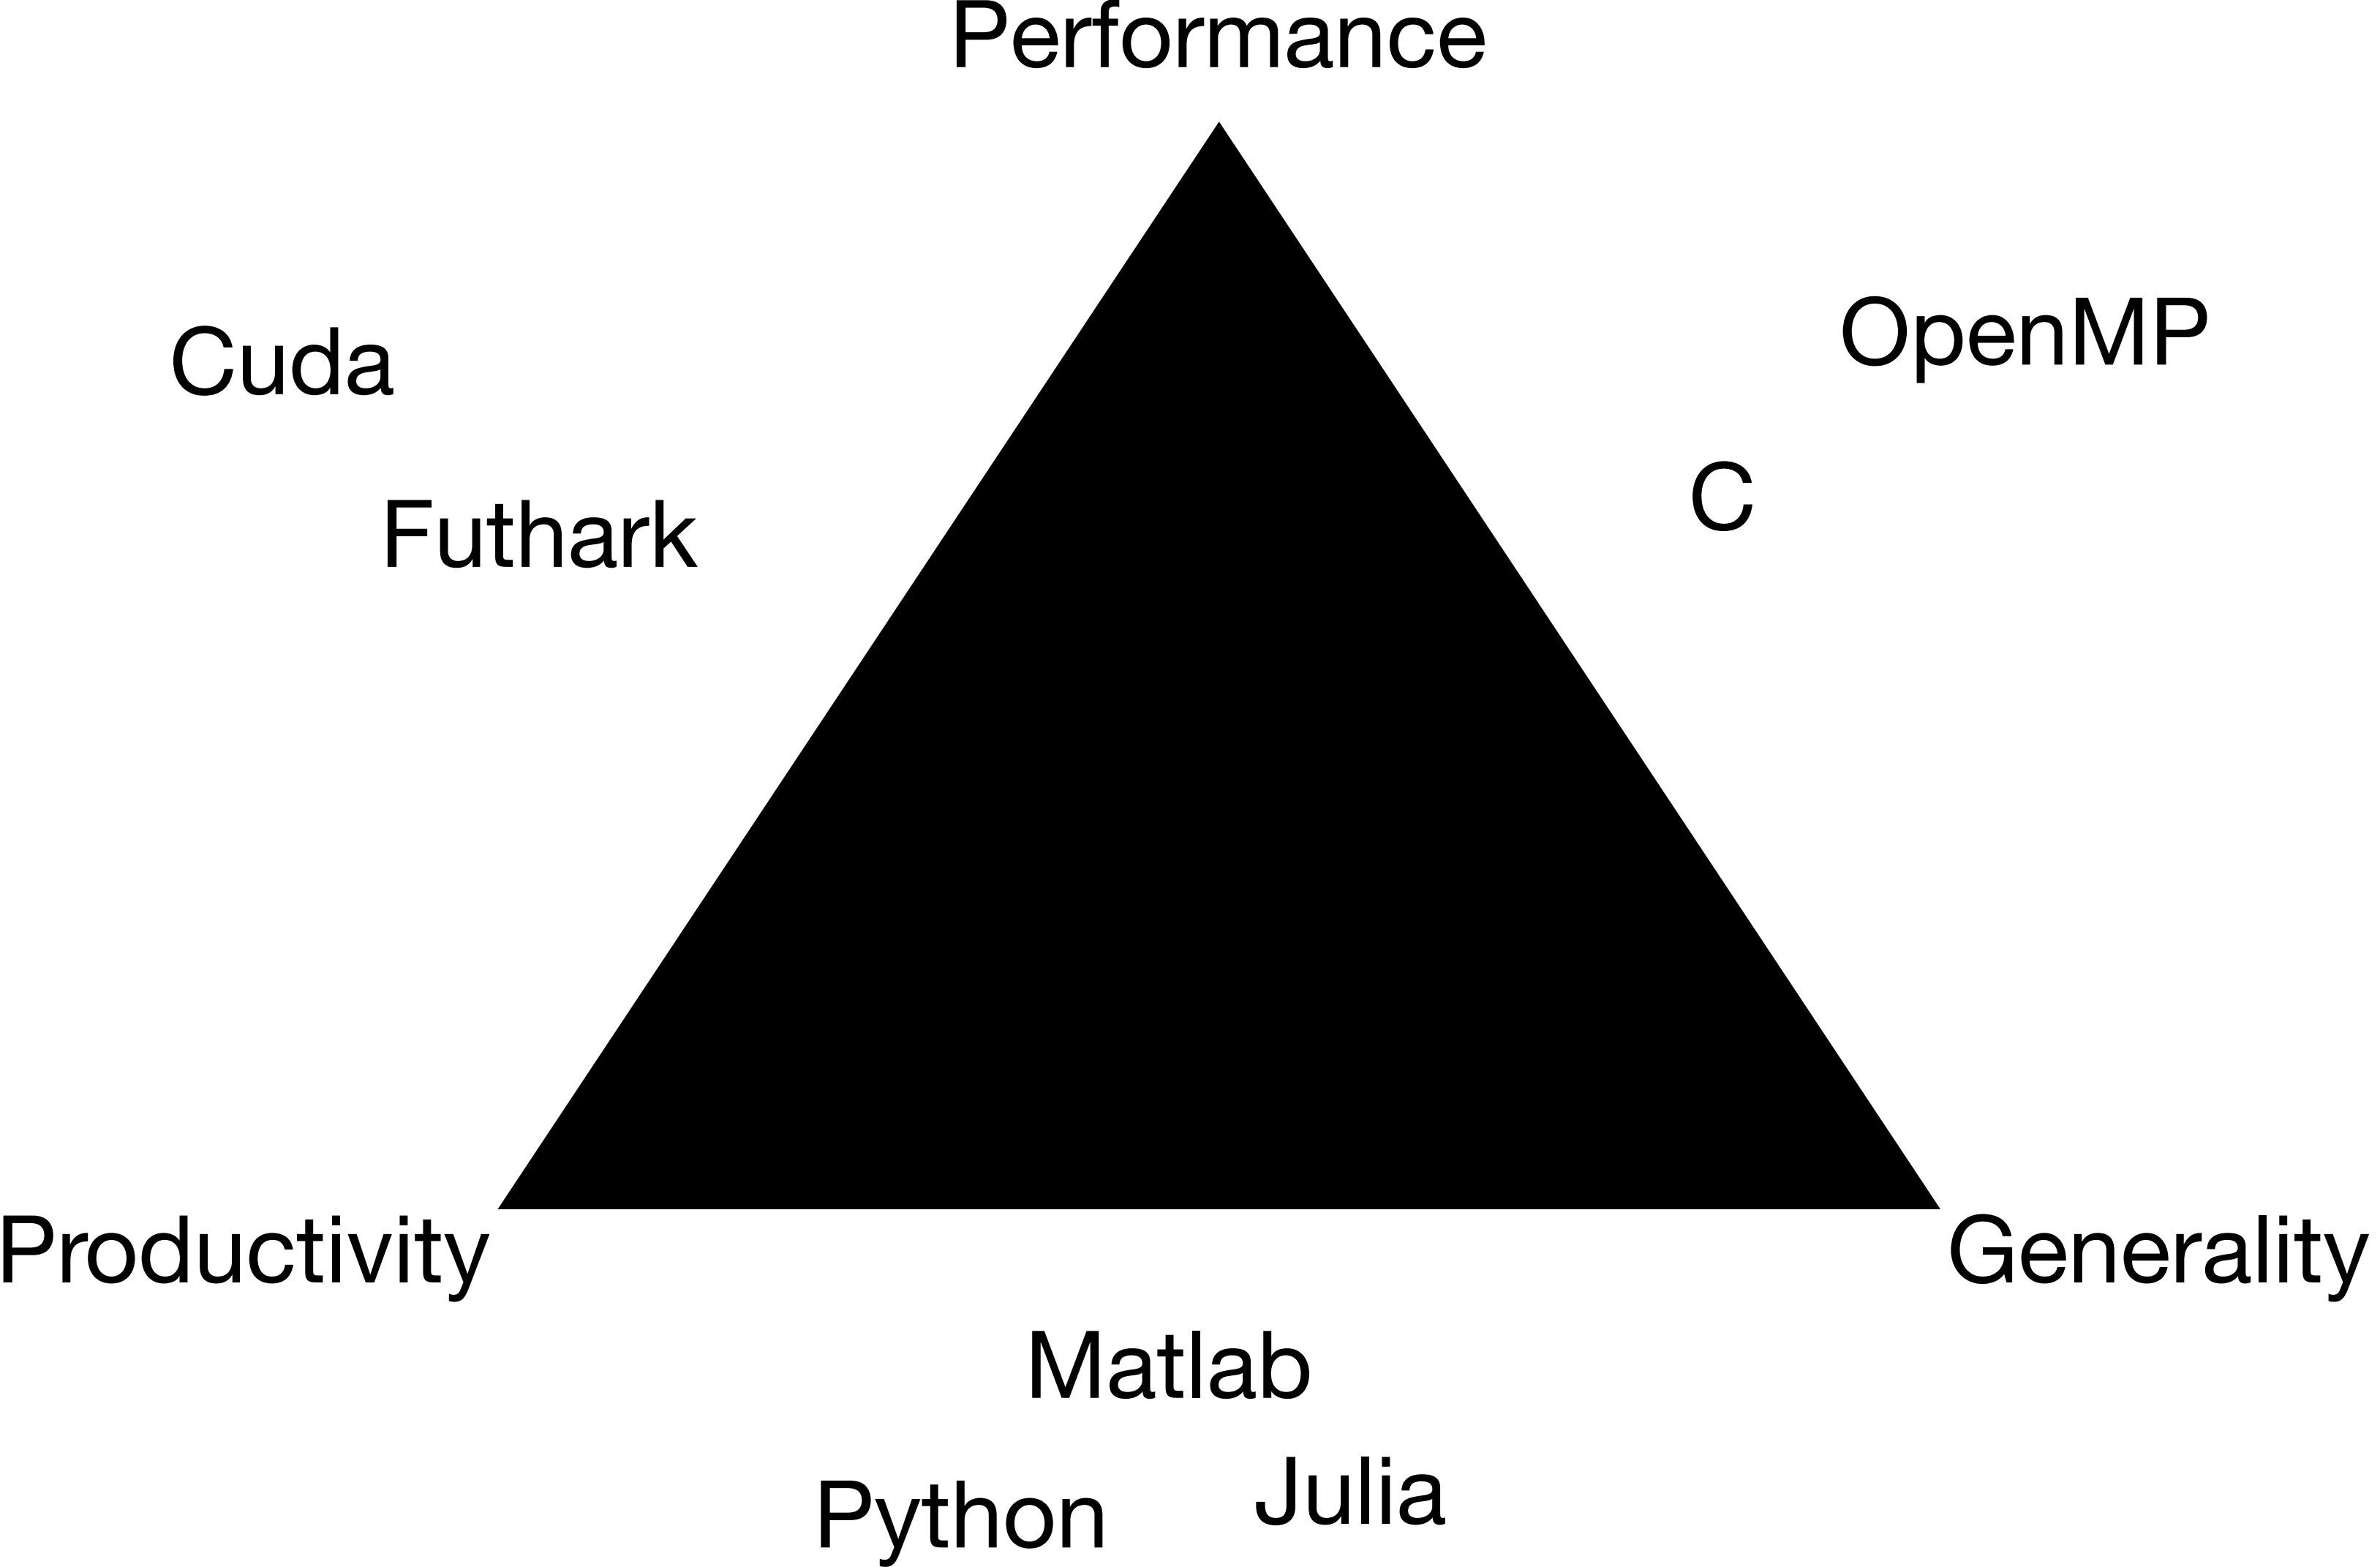 Performance
OpenMP
Cuda
C
Futhark
Productivity
Generality
Matlab
Julia
Python